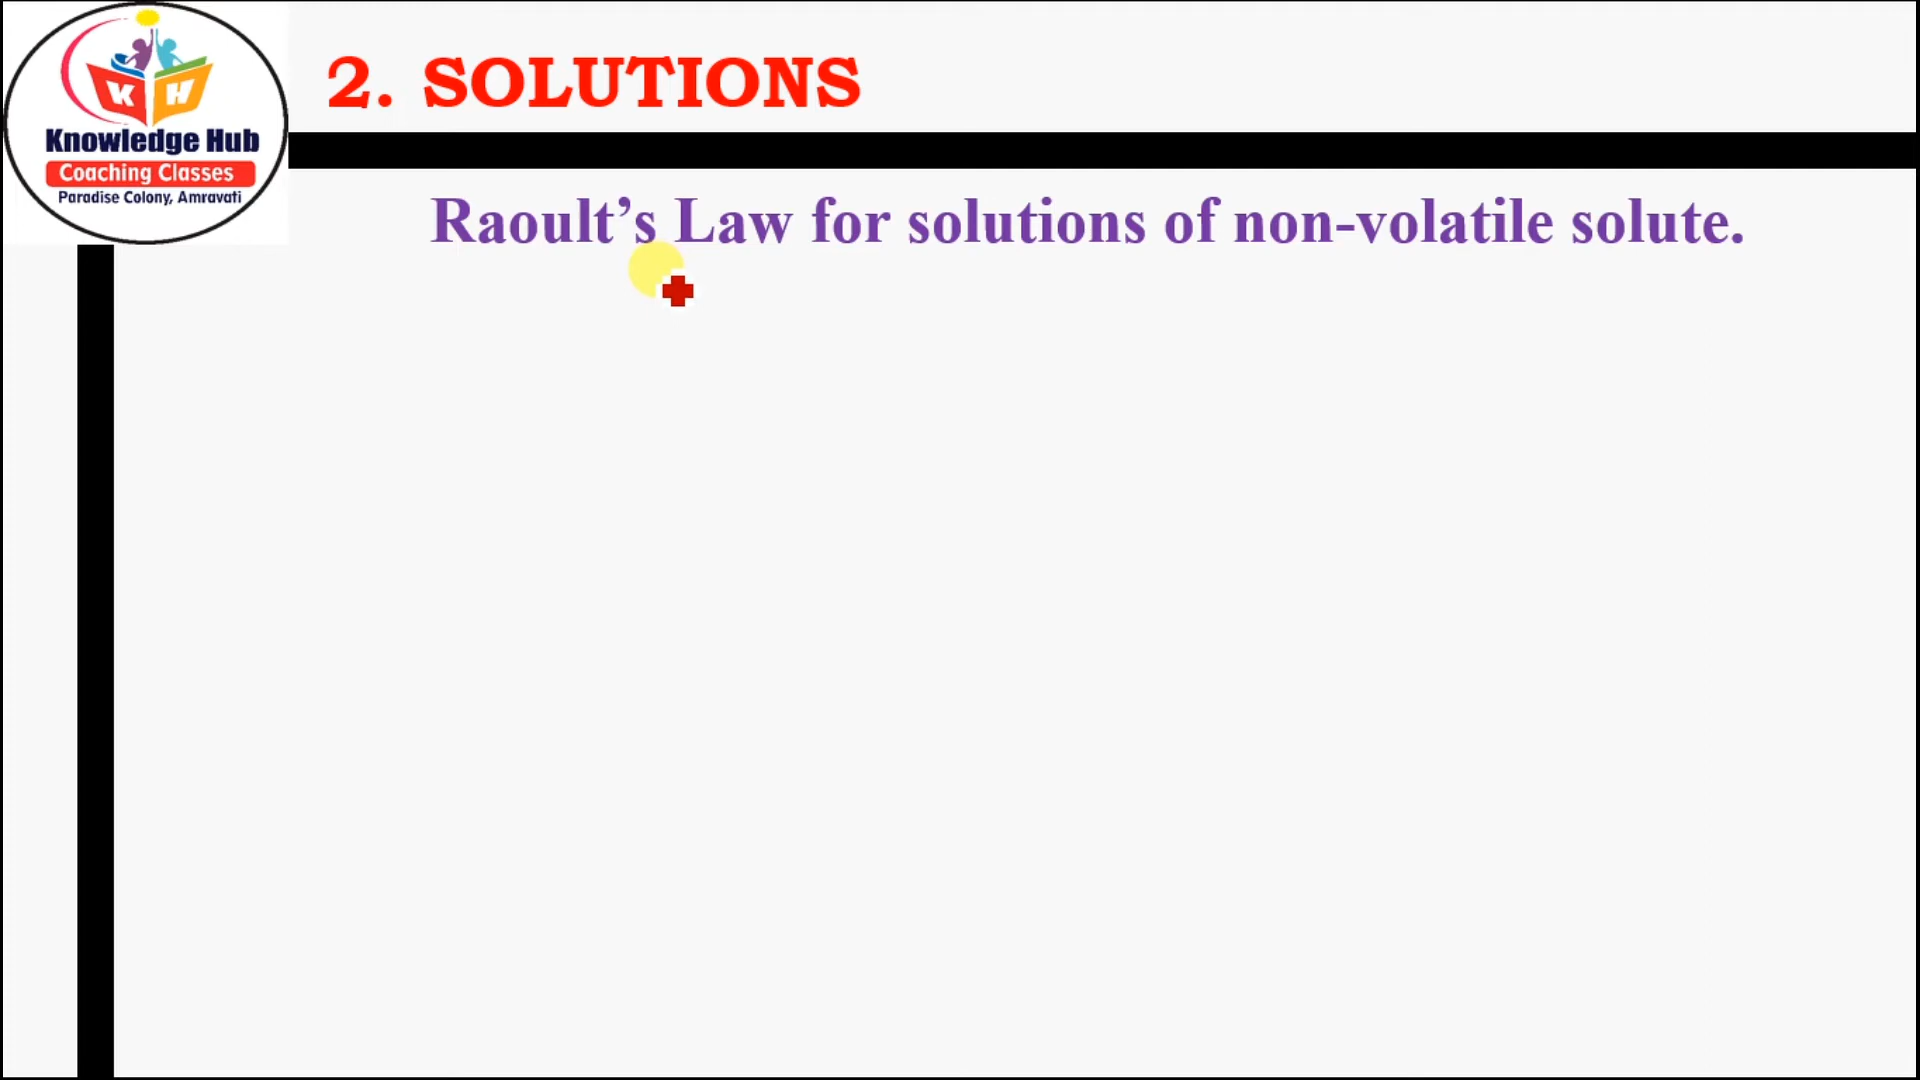 K H
Knowledge Hub
Coaching Classes
Paradise Colony, Amravati
2. SOLUTIONS
Raoult’s Law for solutions of non-volatile solute.